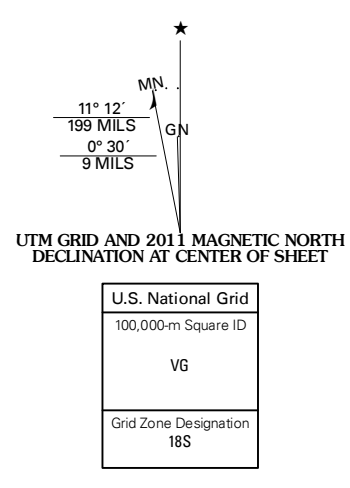 ★
MN
11° 12´
199 MILS
GN
0° 30´
9 MILS
UTM GRID AND 2011 MAGNETIC NORTH
DECLINATION AT CENTER OF SHEET
U.S. National Grid
100,000-m Square ID
VG
Grid Zone Designation
18S